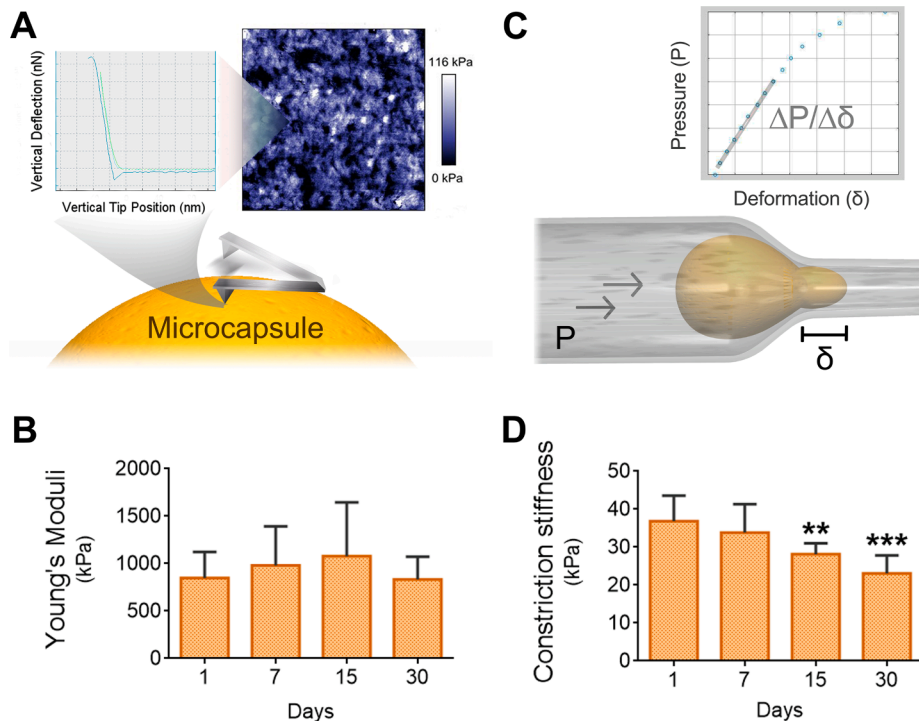 A
Vertical Deflection (nN)
Vertical Tip Position (nm)
116 kPa
0 kPa
Microcapsule
C
Pressure (P)
ΔP/Δδ
Deformation (δ)
P
δ
B
Young's Moduli
(kPa)
2000
1500
1000
500
0
1 7 15 30
Days
D
Constriction stiffness
(kPa)
50
40
30
20
10
0
** ***
1 7 15 30
Days